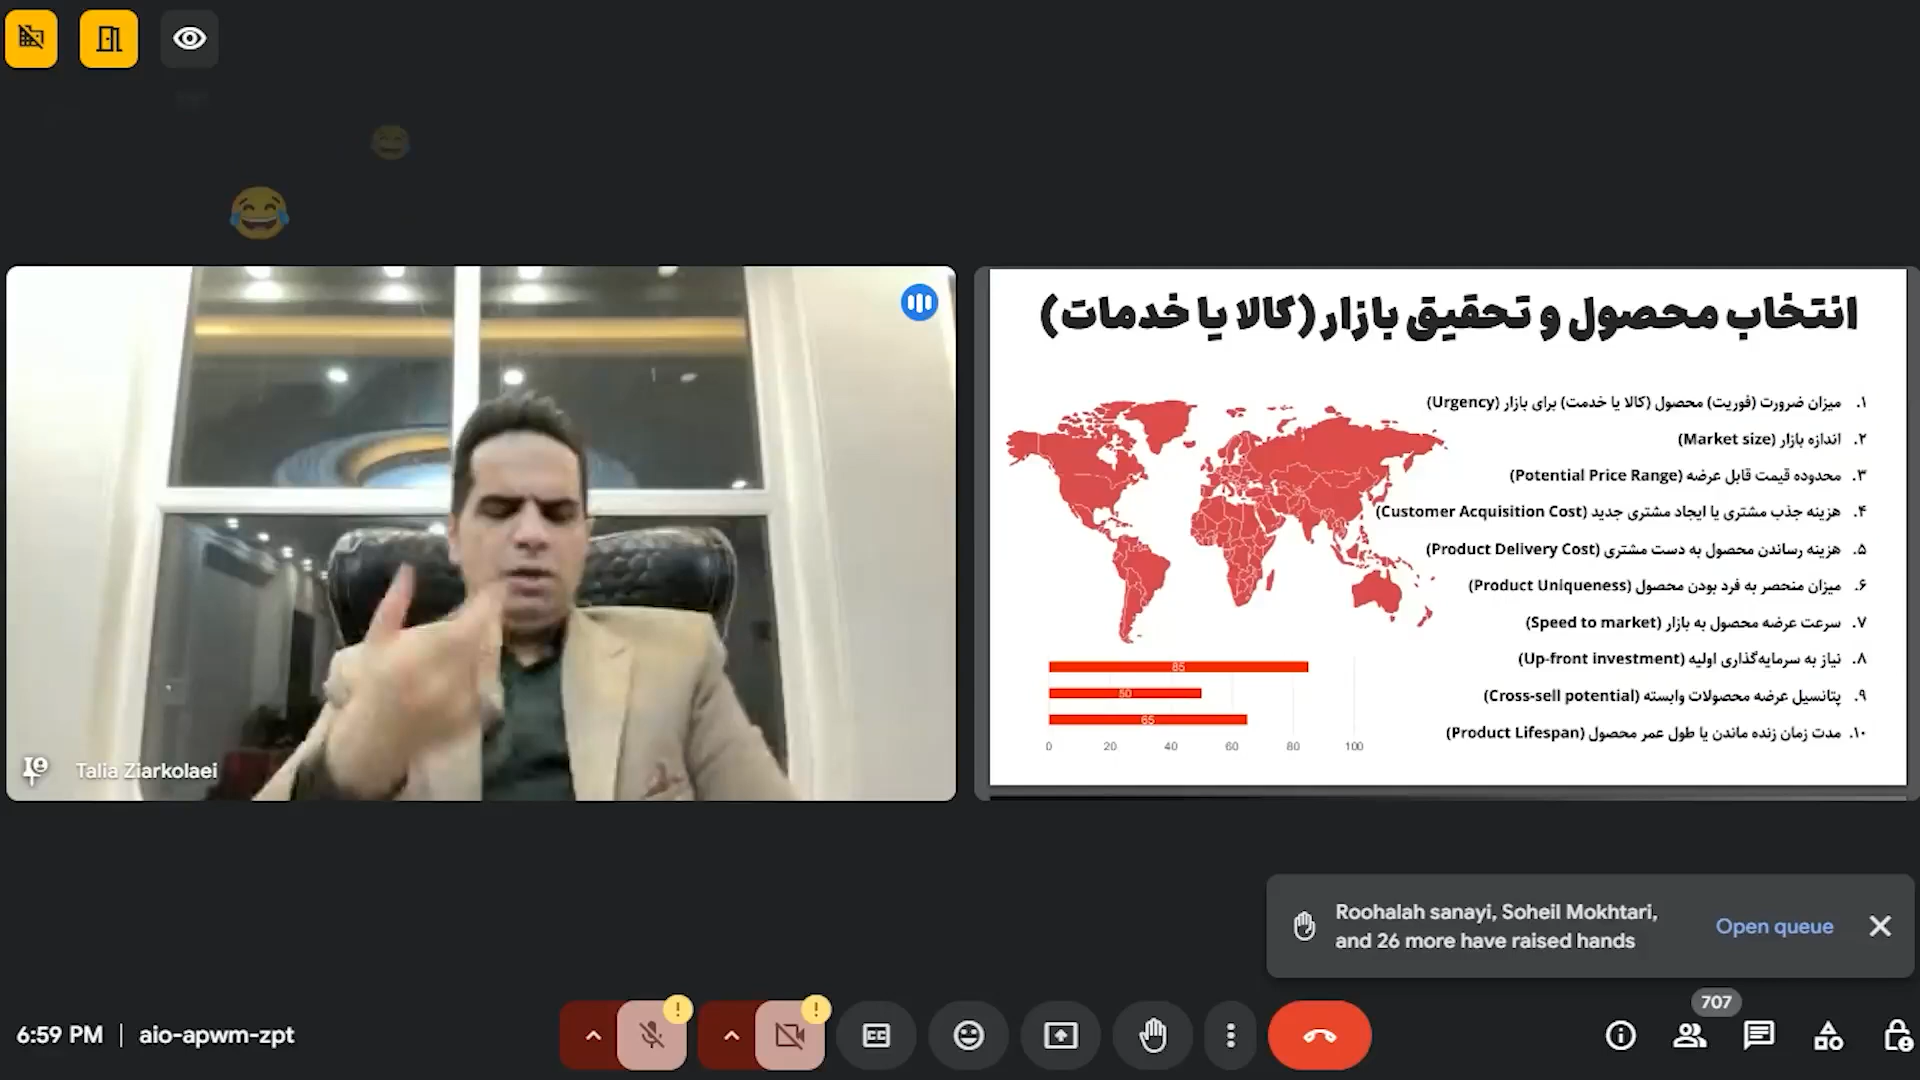 انتخاب محصول و تحقیق بازار (کالا یا خدمات)
۱. میزان ضرورت (فوریت) محصول (کالا یا خدمت) برای بازار (Urgency)
۲. اندازه بازار (Market size)
۳. محدوده قیمت قابل عرضه (Potential Price Range)
۴. هزینه جذب مشتری یا ایجاد مشتری جدید (Customer Acquisition Cost)
۵. هزینه رساندن محصول به دست مشتری (Product Delivery Cost)
۶. میزان منحصر به فرد بودن محصول (Product Uniqueness)
۷. سرعت عرضه محصول به بازار (Speed to market)
۸. نیاز به سرمایه‌گذاری اولیه (Up-front investment)
۹. پتانسیل عرضه محصولات وابسته (Cross-sell potential)
۱۰. مدت زمان زنده ماندن یا طول عمر محصول (Product Lifespan)
85
50
65
0 20 40 60 80 100
Talia Ziarkolaei
Roohalah sanayi, Soheil Mokhtari,
and 26 more have raised hands
Open queue
6:59 PM | aio-apwm-zpt
CC
707